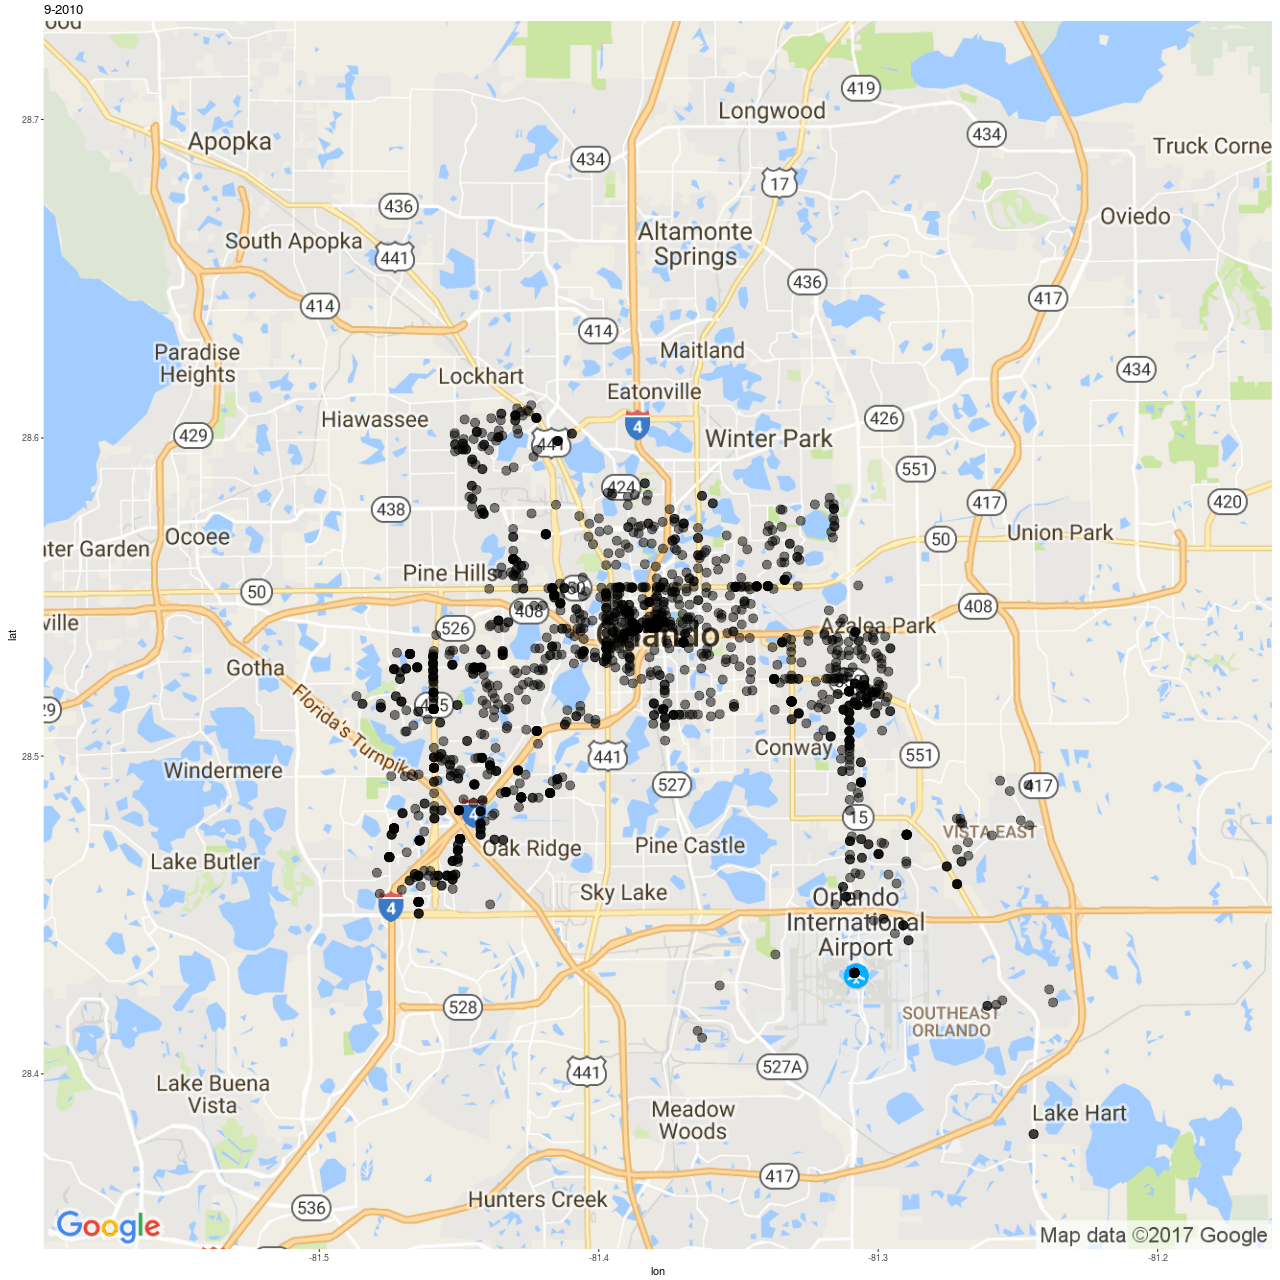 9-2010
ood
Longwood
419
434
Truck Corne
Apopka
434
17
436
Oviedo
South Apopka
441
Altamonte
Springs
436
417
414
414
Paradise
Heights
Maitland
434
Lockhart
Eatonville
Hiawassee
426
4
429
441
Winter Park
551
424
417
420
438
Ocoee
50
Union Park
ater Garden
Pine Hills
50
50
408
408
ville
526
Orlando
Azalea Park
Gotha
29
435
Florida's Turnpike
Conway
441
551
Windermere
527
417
4
15
VISTA EAST
Lake Butler
Oak Ridge
Pine Castle
Sky Lake
4
Orlando
International
Airport
528
SOUTHEAST
ORLANDO
441
527A
Lake Buena
Vista
Meadow
Woods
Lake Hart
417
Hunters Creek
536
Google
Map data ©2017 Google
28.7
28.6
28.5
28.4
lat
-81.5
-81.4
-81.3
-81.2
lon